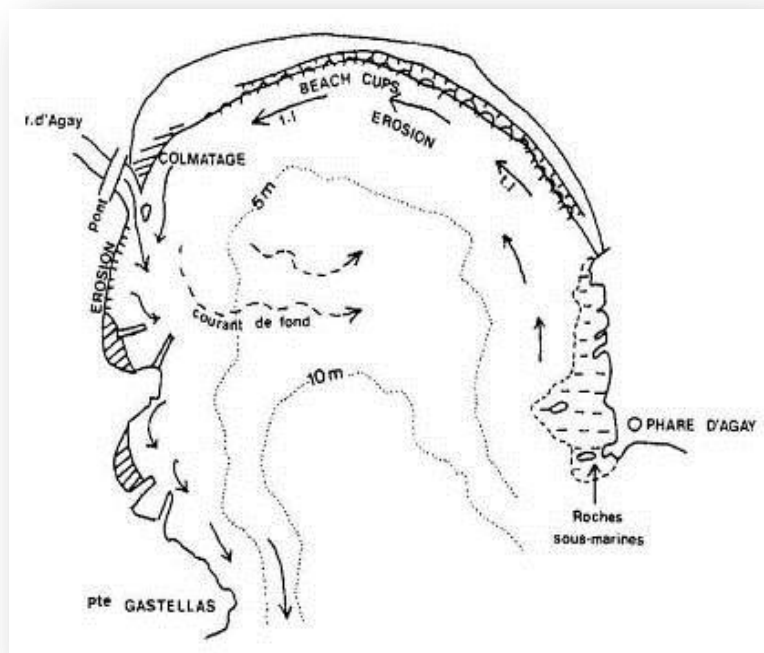 BEACH CUPS
t.l
EROSION
r.d'Agay
COLMATAGE
t.l
Pont
5m
EROSION
courant de fond
10m
PHARE D'AGAY
Roches
sous-marines
pte GASTELLAS